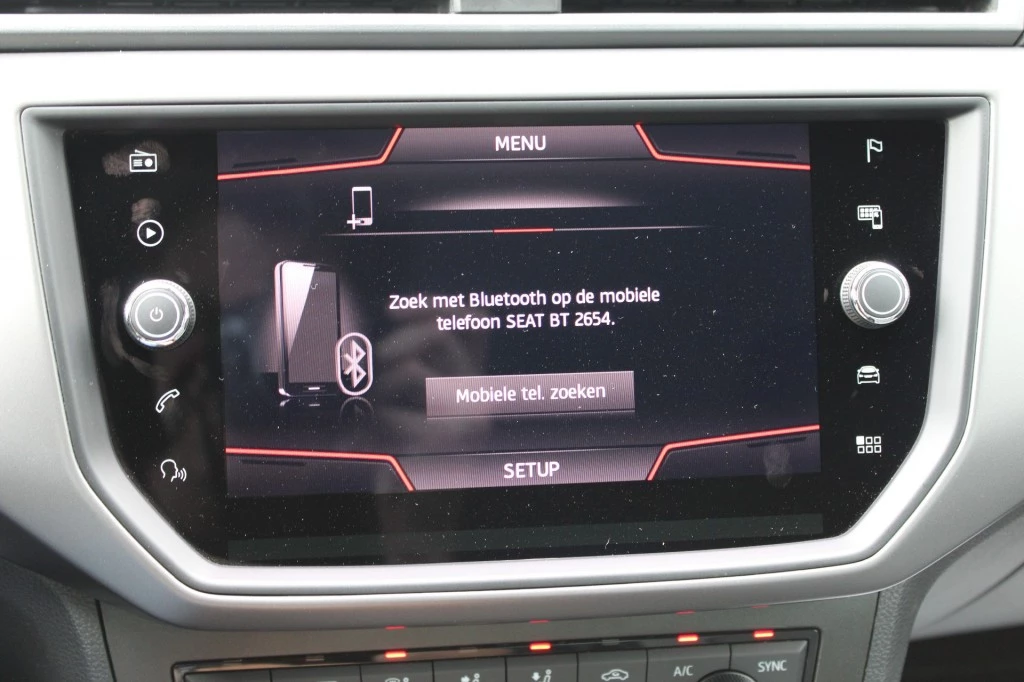 MENU
Zoek met Bluetooth op de mobiele
telefoon SEAT BT 2654.
Mobiele tel. zoeken
SETUP
A/C
SYNC